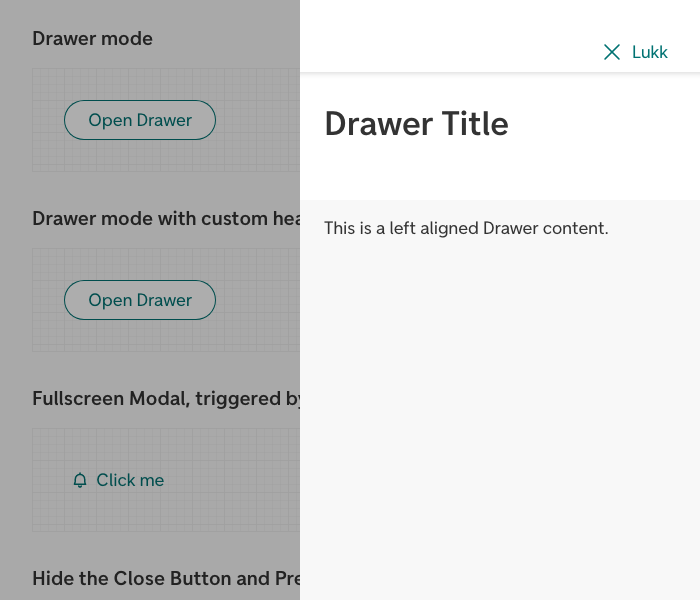 Drawer mode
Open Drawer
Drawer mode with custom hea
Open Drawer
Fullscreen Modal, triggered by
Click me
Hide the Close Button and Pre
Lukk
Drawer Title
This is a left aligned Drawer content.